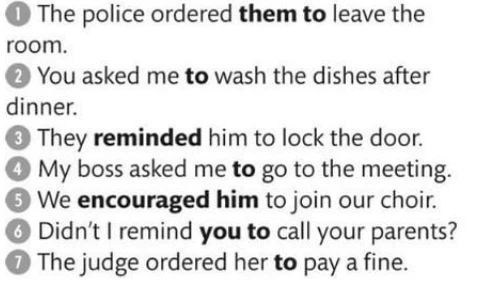 1 The police ordered them to leave the
room.
2 You asked me to wash the dishes after
dinner.
3 They reminded him to lock the door.
4 My boss asked me to go to the meeting.
5 We encouraged him to join our choir.
6 Didn't I remind you to call your parents?
7 The judge ordered her to pay a fine.